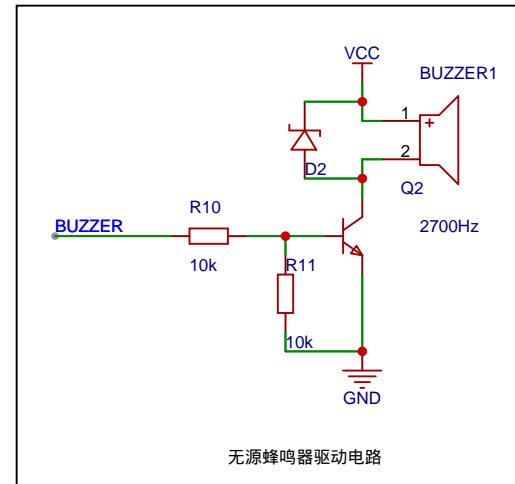 VCC
BUZZER1
1
+
2
D2
Q2
R10
BUZZER
2700Hz
10k
R11
10k
GND
无源蜂鸣器驱动电路